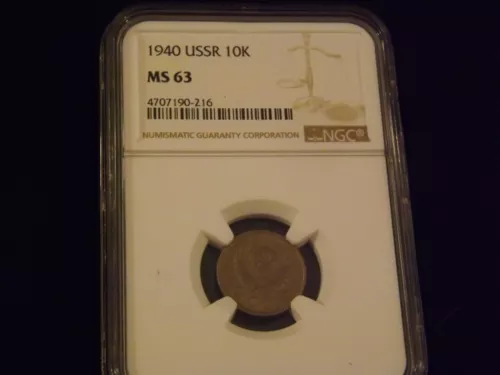 1940 USSR 10K
MS 63
4707190-216
NUMISMATIC GUARANTY CORPORATION
NGC®